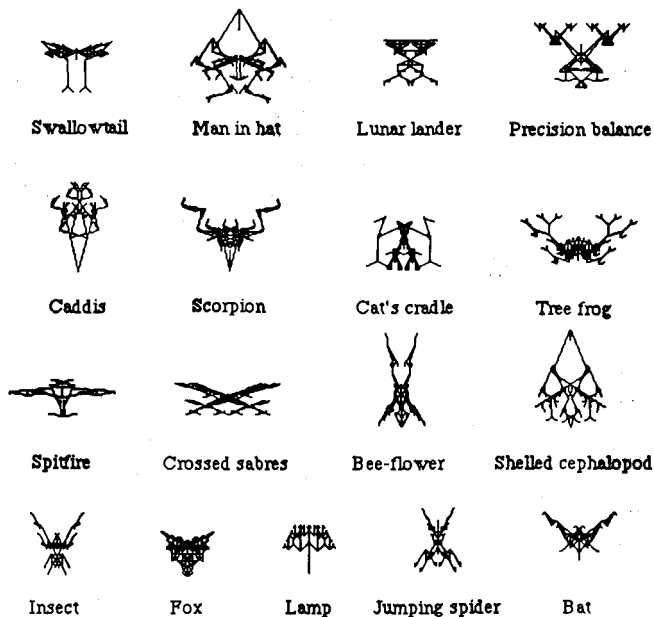 Swallowtail Man in hat Lunar lander Precision balance
Caddis Scorpion Cat's cradle Tree frog
Spitfire Crossed sabres Bee-flower Shelled cephalopod
Insect Fox Lamp Jumping spider Bat